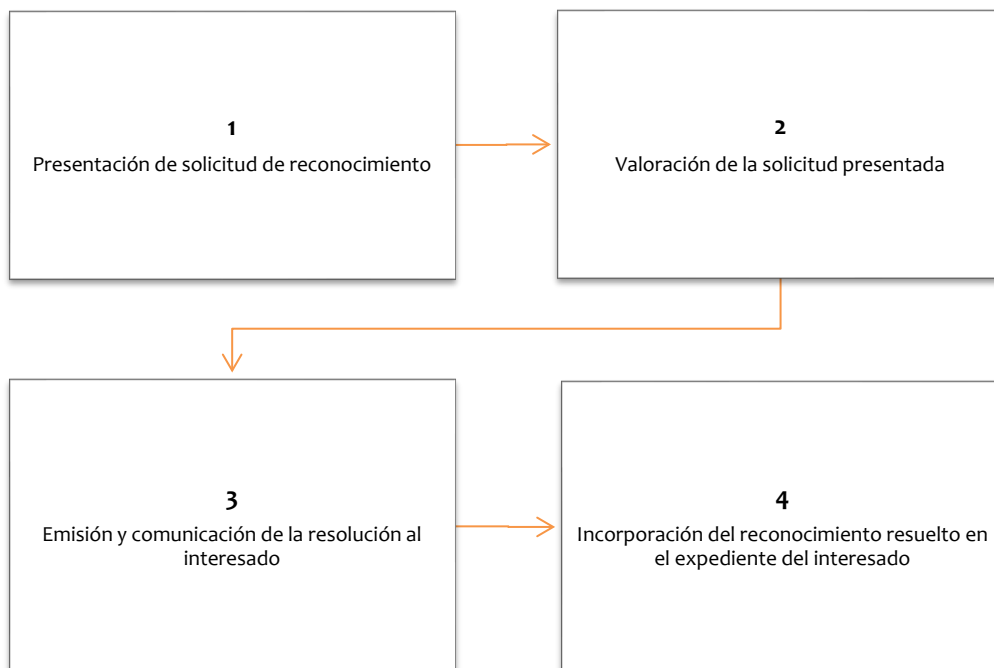 1
Presentación de solicitud de reconocimiento
2
Valoración de la solicitud presentada
3
Emisión y comunicación de la resolución al
interesado
4
Incorporación del reconocimiento resuelto en
el expediente del interesado